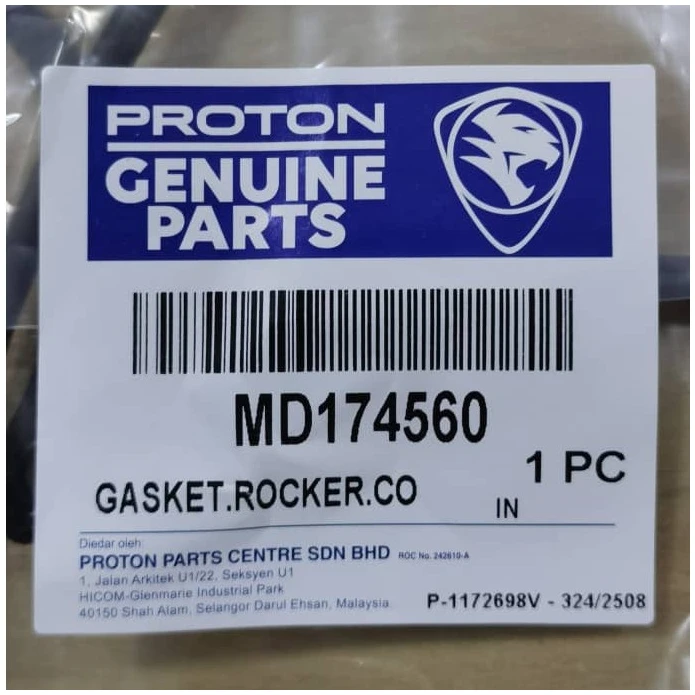 PROTON
GENUINE
PARTS
MD174560
1 PC
GASKET.ROCKER.CO
IN
Diedar oleh:
PROTON PARTS CENTRE SDN BHD ROC No. 242610-A
1, Jalan Arkitek U1/22, Seksyen U1
HICOM-Glenmarie Industrial Park
40150 Shah Alam, Selangor Darul Ehsan, Malaysia
P-1172698V - 324/2508